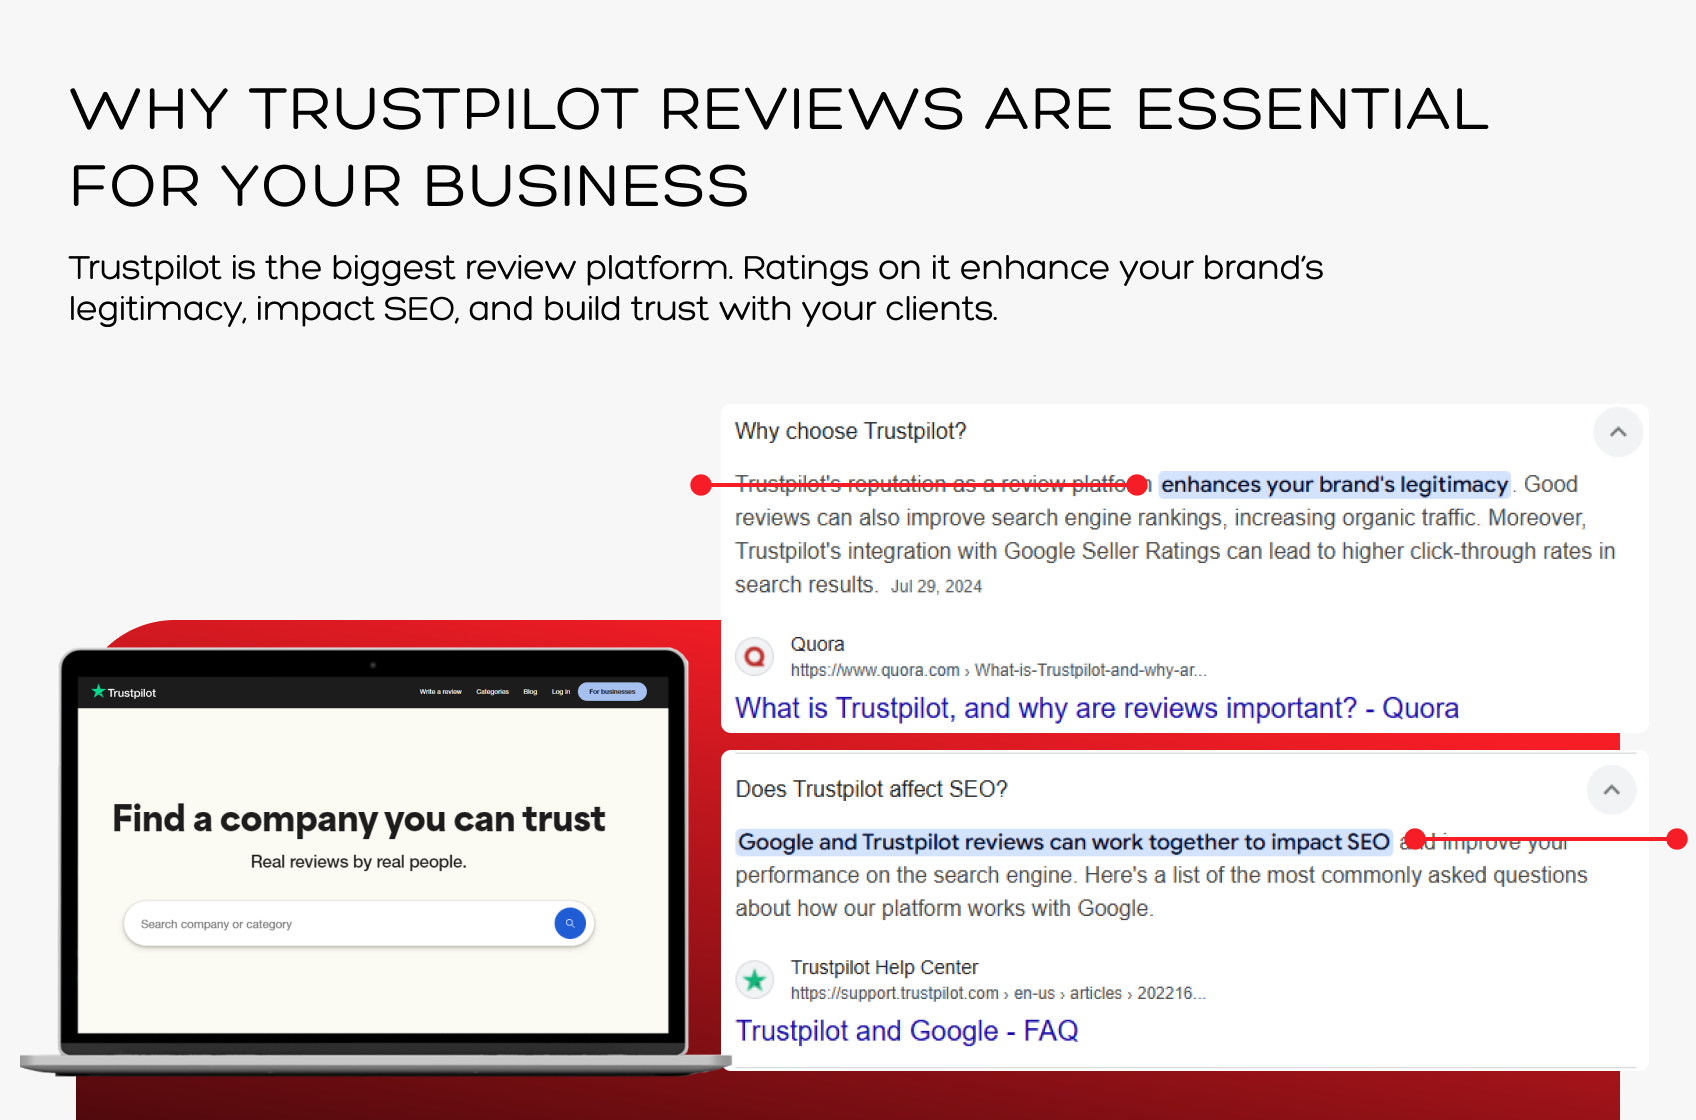 WHY TRUSTPILOT REVIEWS ARE ESSENTIAL
FOR YOUR BUSINESS
Trustpilot is the biggest review platform. Ratings on it enhance your brand's
legitimacy, impact SEO, and build trust with your clients.
Why choose Trustpilot?
Trustpilot's reputation as a review platform enhances your brand's legitimacy. Good
reviews can also improve search engine rankings, increasing organic traffic. Moreover,
Trustpilot's integration with Google Seller Ratings can lead to higher click-through rates in
search results. Jul 29, 2024
Quora
https://www.quora.com › What-is-Trustpilot-and-why-ar...
What is Trustpilot, and why are reviews important? - Quora
Trustpilot
Write a review Categories Blog Log in For businesses
Find a company you can trust
Real reviews by real people.
Search company or category
Does Trustpilot affect SEO?
Google and Trustpilot reviews can work together to impact SEO and improve your
performance on the search engine. Here's a list of the most commonly asked questions
about how our platform works with Google.
Trustpilot Help Center
https://support.trustpilot.com › en-us › articles › 202216...
Trustpilot and Google - FAQ